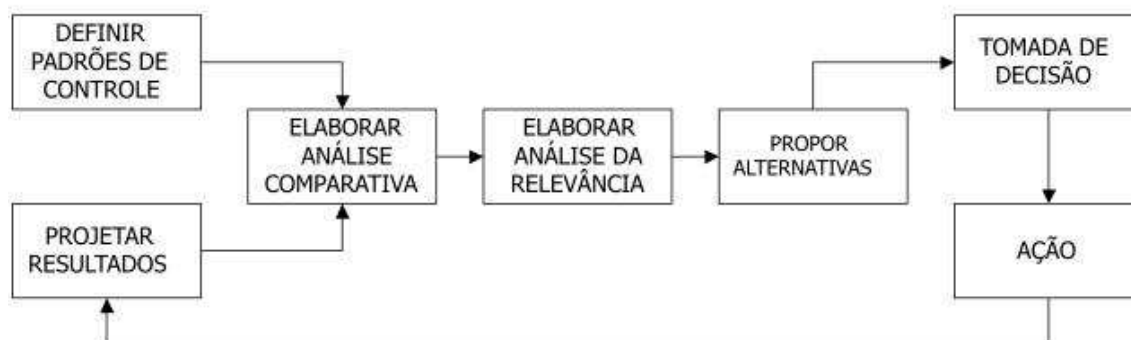 DEFINIR
PADRÕES DE
CONTROLE
PROJETAR
RESULTADOS
ELABORAR
ANÁLISE
COMPARATIVA
ELABORAR
ANÁLISE DA
RELEVÂNCIA
PROPOR
ALTERNATIVAS
TOMADA DE
DECISÃO
AÇÃO